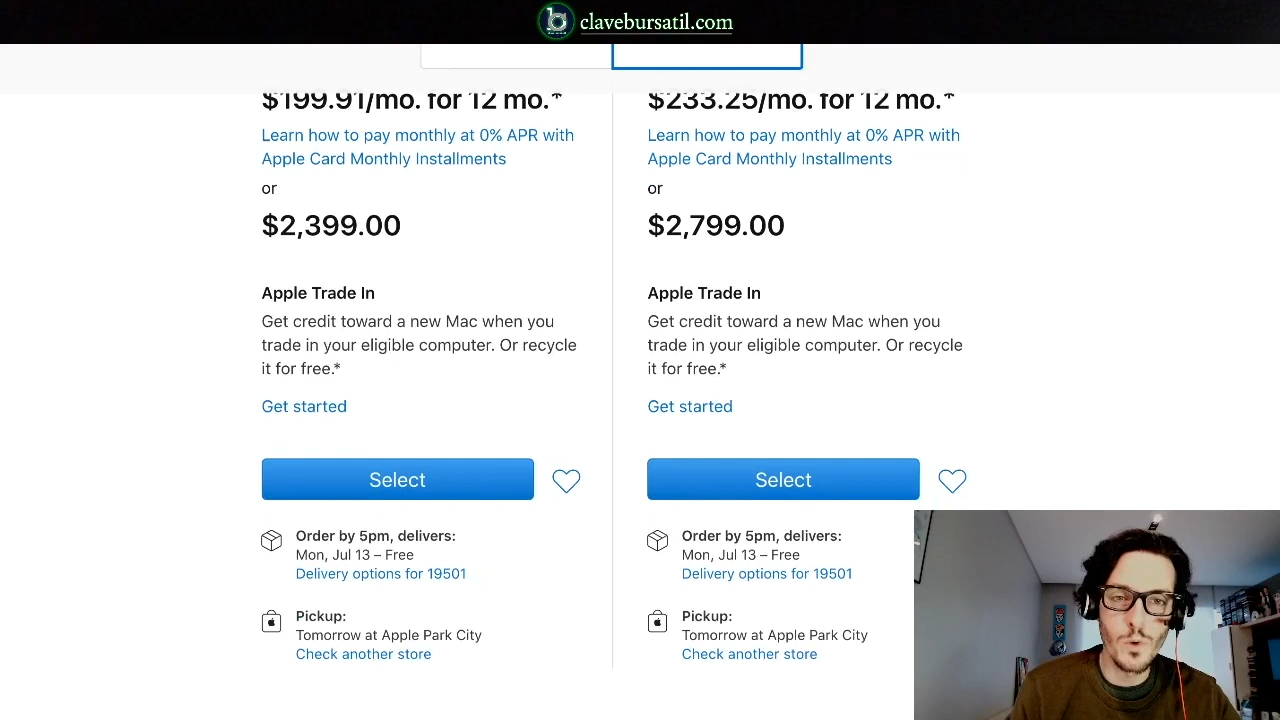 clavebursatil.com
$199.91/mo. for 12 mo.*
Learn how to pay monthly at 0% APR with
Apple Card Monthly Installments
or
$2,399.00
Apple Trade In
Get credit toward a new Mac when you
trade in your eligible computer. Or recycle
it for free.*
Get started
Select
Order by 5pm, delivers:
Mon, Jul 13 – Free
Delivery options for 19501
Pickup:
Tomorrow at Apple Park City
Check another store
$233.25/mo. for 12 mo.*
Learn how to pay monthly at 0% APR with
Apple Card Monthly Installments
or
$2,799.00
Apple Trade In
Get credit toward a new Mac when you
trade in your eligible computer. Or recycle
it for free.*
Get started
Select
Order by 5pm, delivers:
Mon, Jul 13 – Free
Delivery options for 19501
Pickup:
Tomorrow at Apple Park City
Check another store